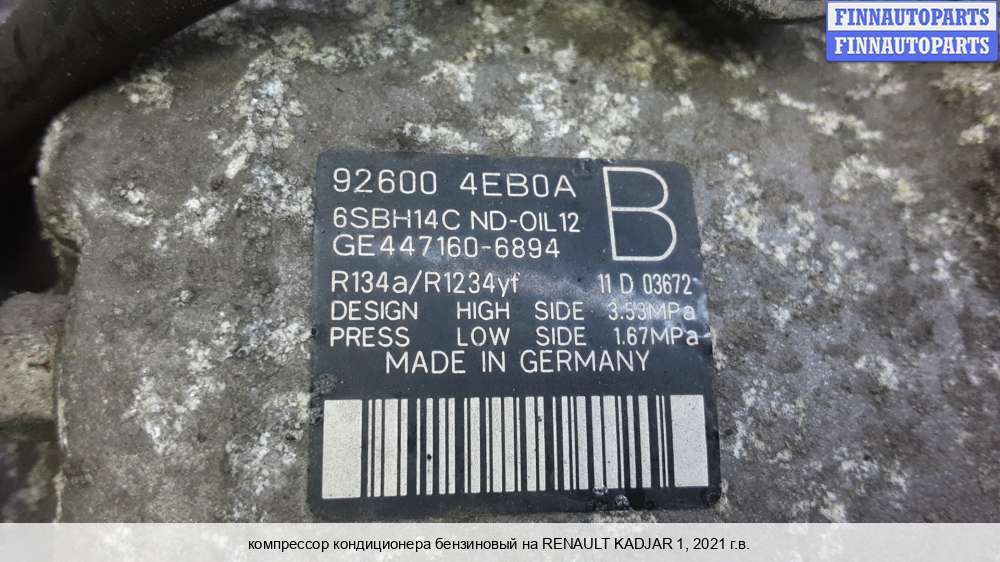 FINNAUTOPARTS
FINNAUTOPARTS
92600 4EB0A B
6SBH14C ND-OIL12
GE447160-6894
R134a/R1234yf 11 D 03672
DESIGN HIGH SIDE 3.53MPa
PRESS LOW SIDE 1.67MPa
MADE IN GERMANY
компрессор кондиционера бензиновый на RENAULT KADJAR 1, 2021 г.в.